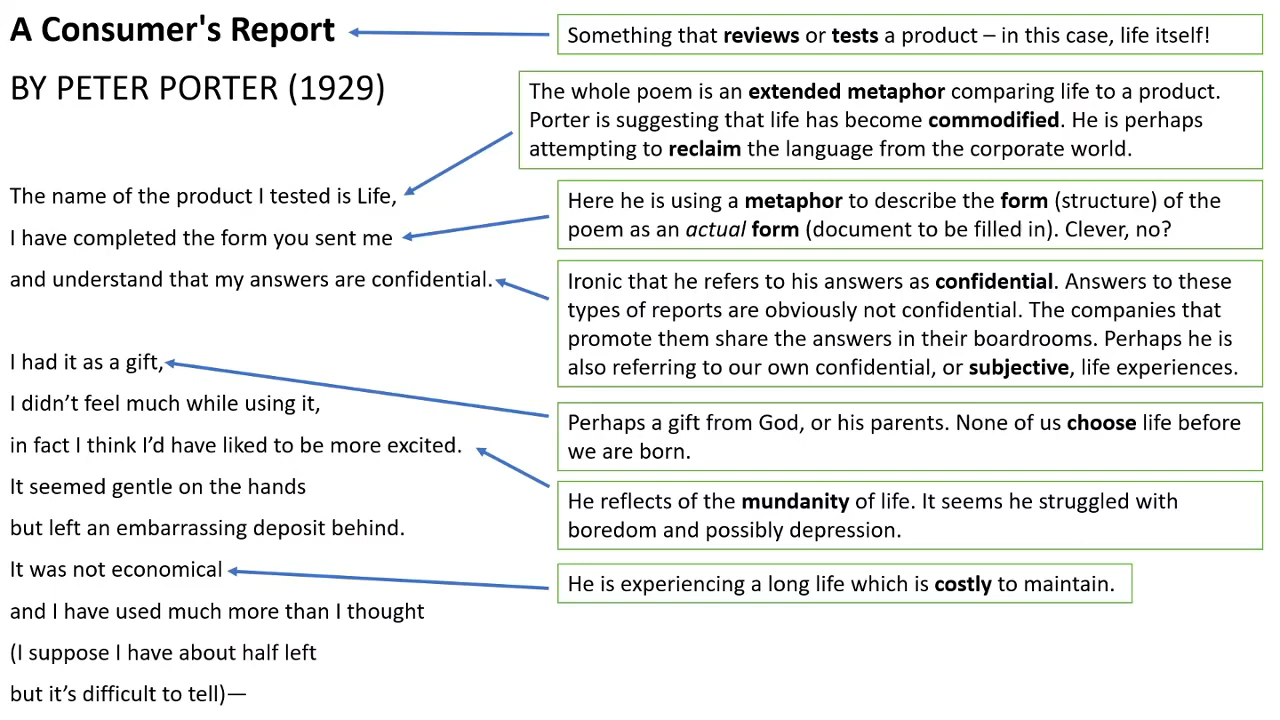 A Consumer's Report
BY PETER PORTER (1929)
The name of the product I tested is Life,
I have completed the form you sent me
and understand that my answers are confidential.
I had it as a gift,
I didn’t feel much while using it,
in fact I think I’d have liked to be more excited.
It seemed gentle on the hands
but left an embarrassing deposit behind.
It was not economical
and I have used much more than I thought
(I suppose I have about half left
but it’s difficult to tell)—
Something that reviews or tests a product – in this case, life itself!
The whole poem is an extended metaphor comparing life to a product.
Porter is suggesting that life has become commodified. He is perhaps
attempting to reclaim the language from the corporate world.
Here he is using a metaphor to describe the form (structure) of the
poem as an actual form (document to be filled in). Clever, no?
Ironic that he refers to his answers as confidential. Answers to these
types of reports are obviously not confidential. The companies that
promote them share the answers in their boardrooms. Perhaps he is
also referring to our own confidential, or subjective, life experiences.
Perhaps a gift from God, or his parents. None of us choose life before
we are born.
He reflects of the mundanity of life. It seems he struggled with
boredom and possibly depression.
He is experiencing a long life which is costly to maintain.